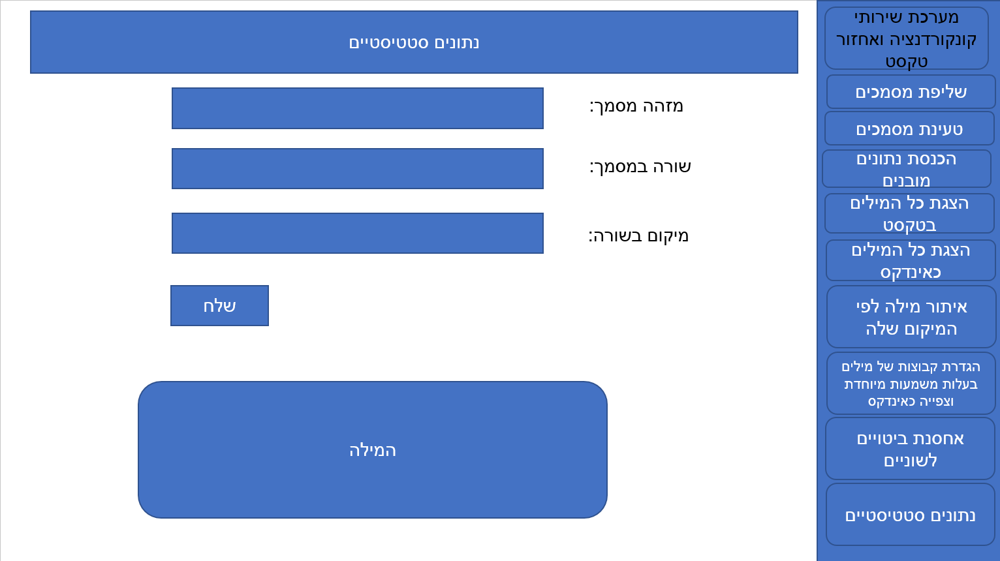 מערכת שירותי
קונקורדנציה ואחזור
טקסט
שליפת מסמכים
טעינת מסמכים
הכנסת נתונים
מובנים
הצגת כל המילים
בטקסט
הצגת כל המילים
כאינדקס
איתור מילה לפי
המיקום שלה
הגדרת קבוצות של מילים
בעלות משמעות מיוחדת
וצפייה כאינדקס
אחסנת ביטויים
לשוניים
נתונים סטטיסטיים
נתונים סטטיסטיים
מזהה מסמך:
שורה במסמך:
מיקום בשורה:
שלח
המילה